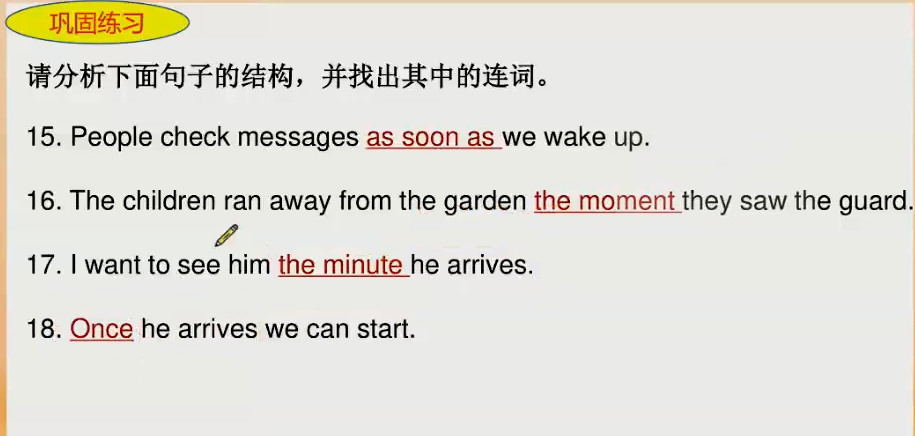 巩固练习
请分析下面句子的结构，并找出其中的连词。
15. People check messages as soon as we wake up.
16. The children ran away from the garden the moment they saw the guard.
17. I want to see him the minute he arrives.
18. Once he arrives we can start.